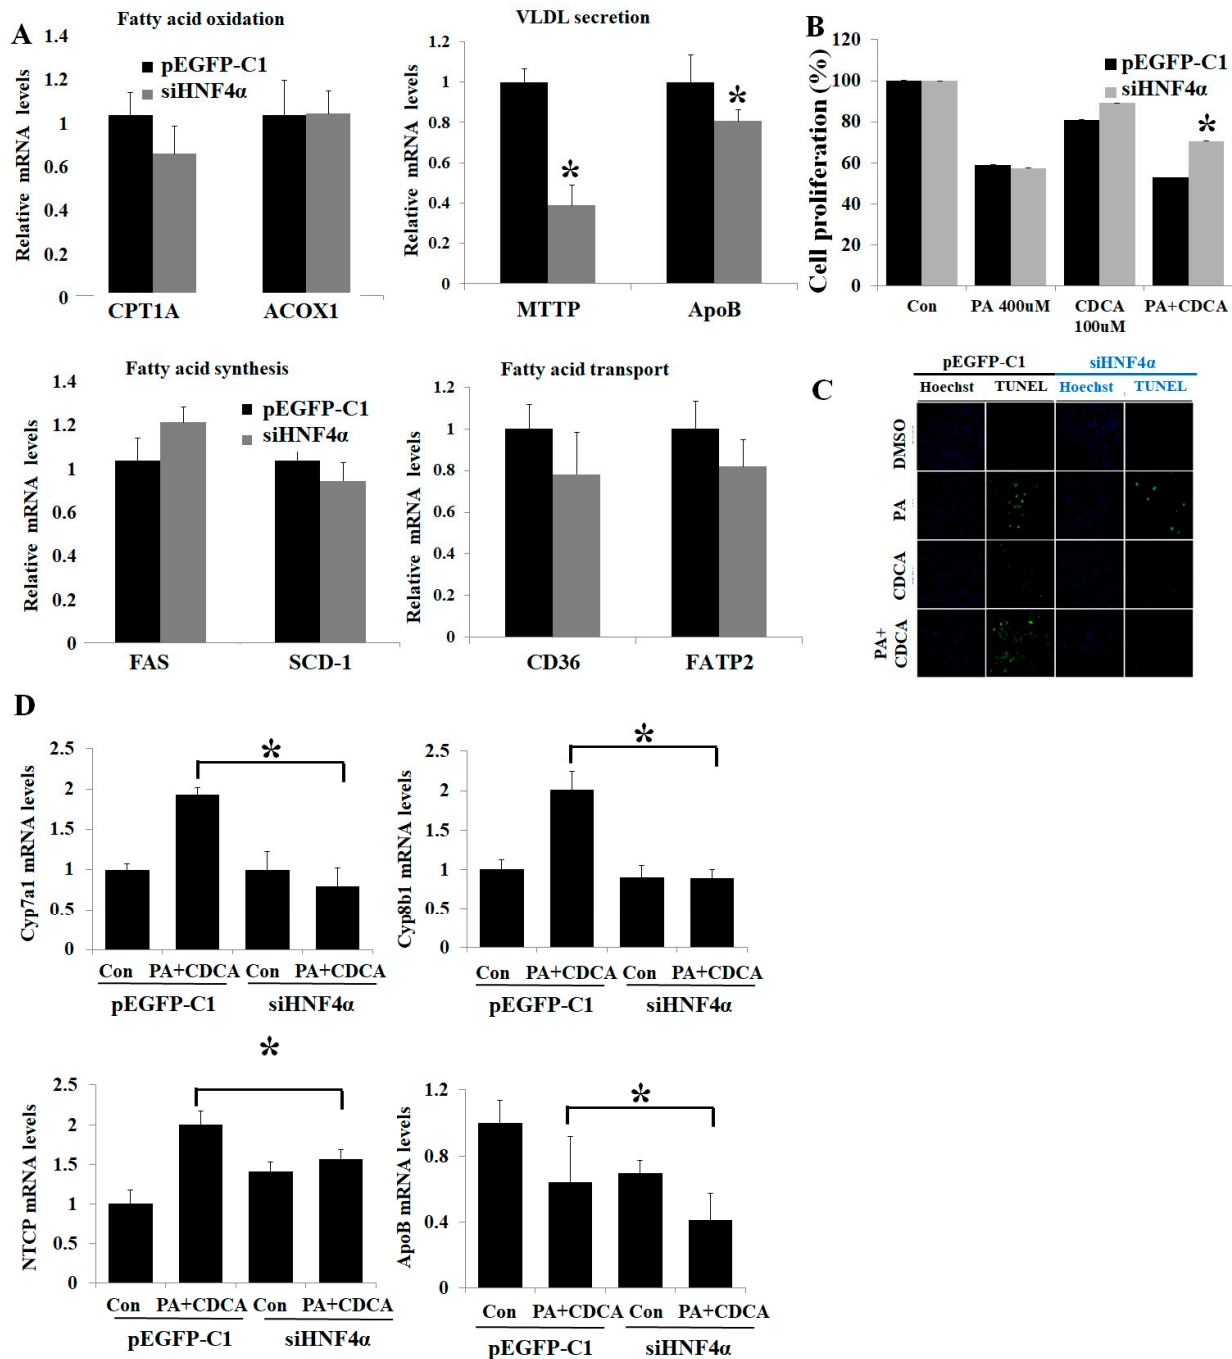 A
Fatty acid oxidation
Relative mRNA levels
1.4
1.2
1
0.6
0.4
0.2
0
pEGFP-C1
siHNF4α
CPT1A
ACOX1
VLDL secretion
Relative mRNA levels
1.2
1
0.8
0.6
0.4
0.2
0
*
*
MTTP
ApoB
B
Cell proliferation (%)
120
100
80
60
40
20
0
pEGFP-C1
siHNF4α
*
Con
PA 400uM
CDCA
100uM
PA+CDCA
Fatty acid synthesis
Relative mRNA levels
1.4
1.2
1
0.6
0.4
0.2
0
pEGFP-C1
siHNF4α
FAS
SCD-1
Fatty acid transport
Relative mRNA levels
1.2
1
0.8
0.6
0.4
0.2
0
CD36
FATP2
C
pEGFP-C1
siHNF4α
Hoechst
TUNEL
Hoechst
TUNEL
DMSO
PA
CDCA
PA+
CDCA
D
Cyp7a1 mRNA levels
2.5
2
1.5
1
0.5
0
*
Con
PA+CDCA
Con
PA+CDCA
pEGFP-C1
siHNF4α
Cyp8b1 mRNA levels
2.5
2
1.5
1
0.5
0
*
Con
PA+CDCA
Con
PA+CDCA
pEGFP-C1
siHNF4α
NTCP mRNA levels
2.5
2
1.5
1
0.5
0
*
Con
PA+CDCA
Con
PA+CDCA
pEGFP-C1
siHNF4α
ApoB mRNA levels
1.2
0.8
0.4
0
*
Con
PA+CDCA
Con
PA+CDCA
pEGFP-C1
siHNF4α